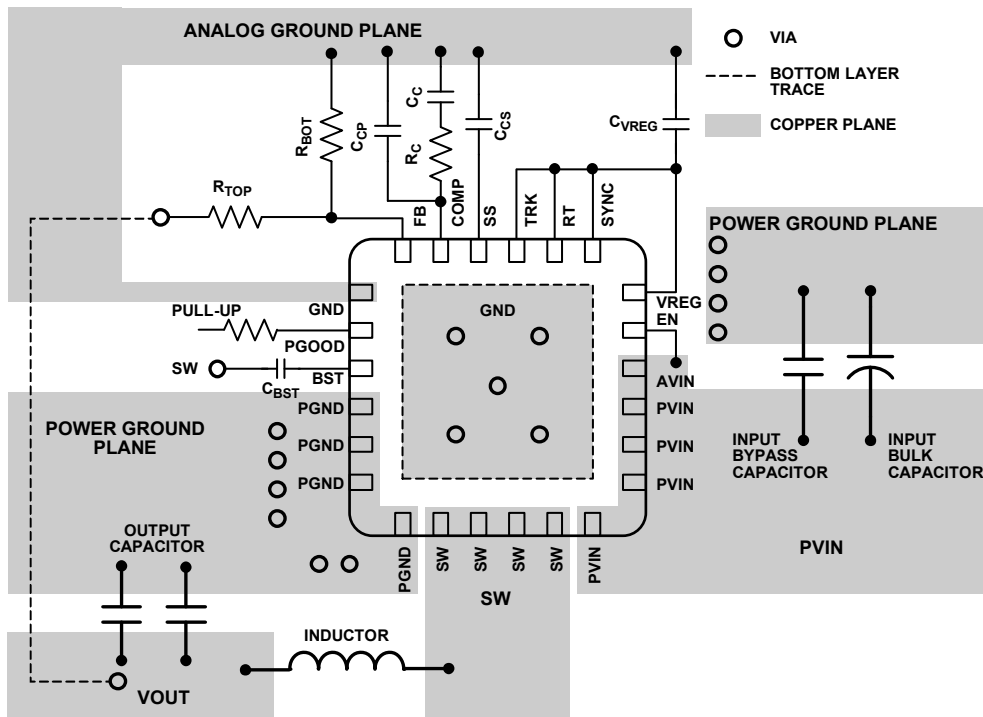 ANALOG GROUND PLANE
VIA
BOTTOM LAYER
TRACE
COPPER PLANE
RBOT
CCP
CC
RC
CCS
CVREG
RTOP
FB
COMP
SS
TRK
RT
SYNC
POWER GROUND PLANE
GND
PULL-UP
PGOOD
SW
CBST
BST
GND
VREG
EN
AVIN
PVIN
PVIN
PVIN
PGND
PGND
PGND
POWER GROUND
PLANE
INPUT
BYPASS
CAPACITOR
INPUT
BULK
CAPACITOR
OUTPUT
CAPACITOR
PGND
SW
SW
SW
SW
PVIN
PVIN
SW
INDUCTOR
VOUT